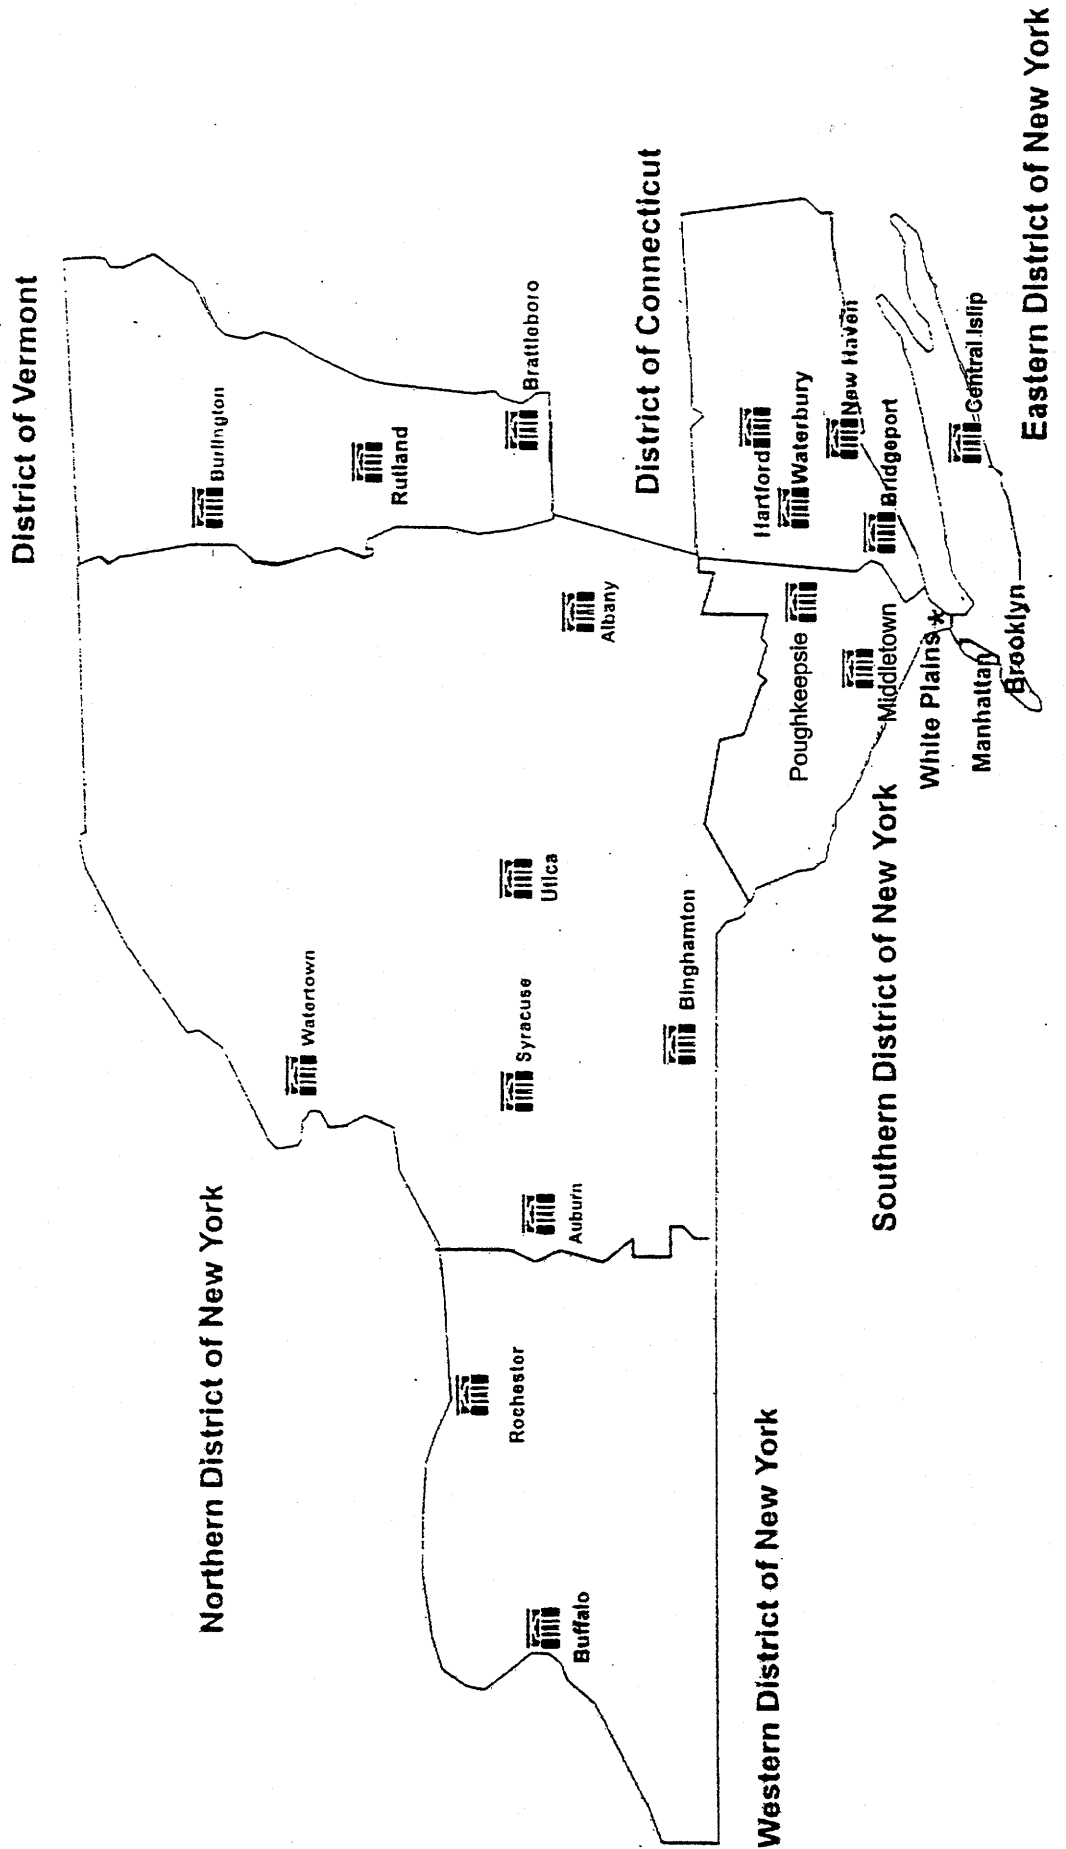 District of Vermont
Burlington
Rutland
Brattleboro
Northern District of New York
Watertown
Albany
Utica
Syracuse
Auburn
Binghamton
Rochester
Buffalo
Western District of New York
District of Connecticut
Hartford
Waterbury
New Haven
Bridgeport
Poughkeepsie
Middletown
White Plains *
Manhattan
Brooklyn
Southern District of New York
Central Islip
Eastern District of New York